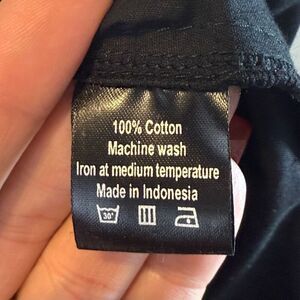 100% Cotton
Machine wash
Iron at medium temperature
Made in Indonesia
30°